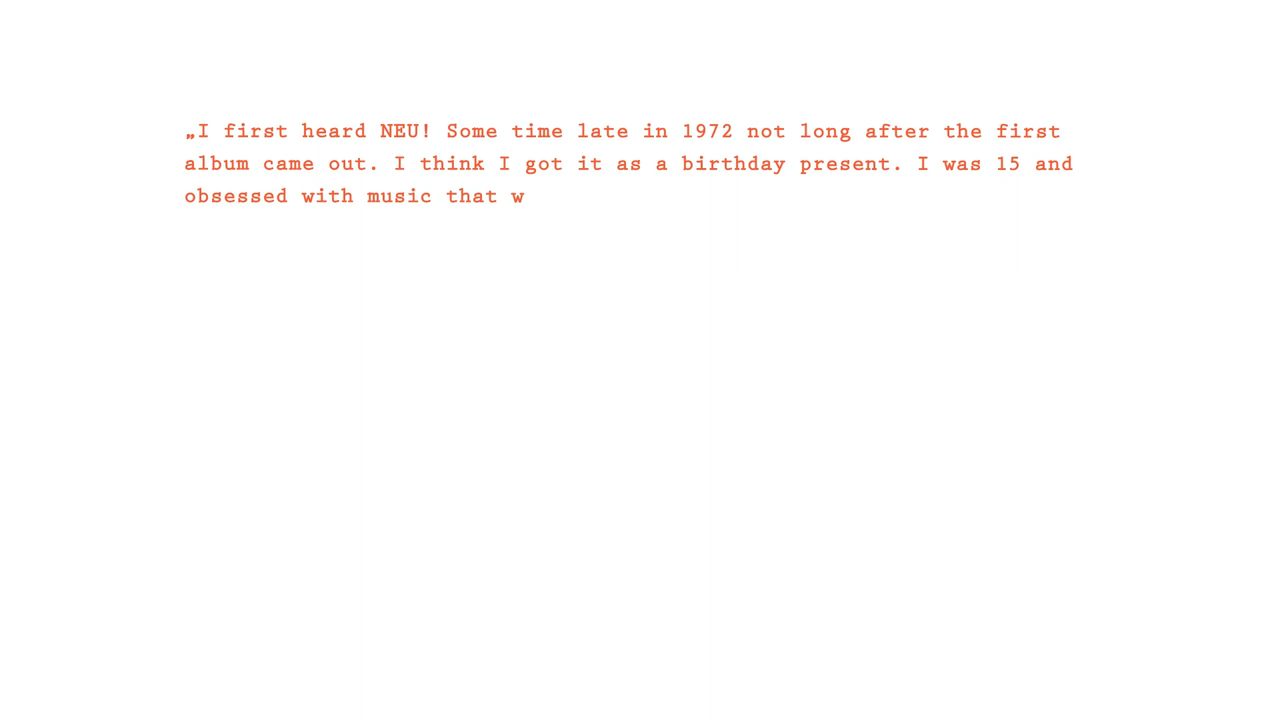 „I first heard NEU! Some time late in 1972 not long after the first
album came out. I think I got it as a birthday present. I was 15 and
obsessed with music that w